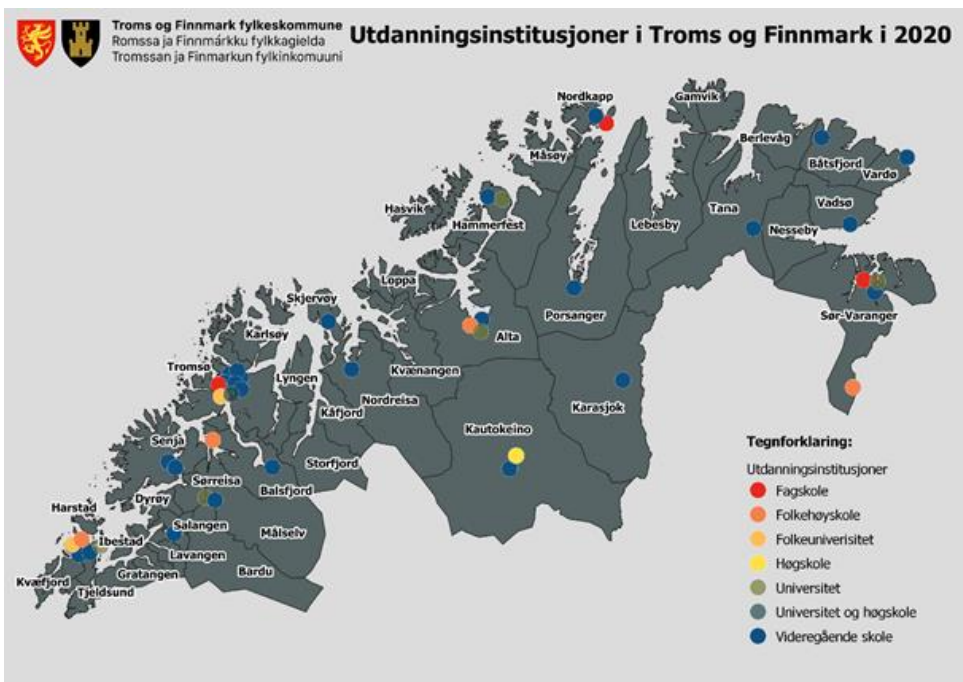 Troms og Finnmark fylkeskommune
Romssa ja Finnmárkku fylkkagielda
Tromssan ja Finmarkun fylkinkomuuni
Utdanningsinstitusjoner i Troms og Finnmark i 2020
Nordkapp
Gamvik
Berlevåg
Måsøy
Båtsfjord
Vardø
Hasvik
Hammerfest
Lebesby
Tana
Vadsø
Nesseby
Loppa
Skjervøy
Porsanger
Sør-Varanger
Karlsøy
Alta
Tromsø
Lyngen
Kvænangen
Nordreisa
Karasjok
Kåfjord
Kautokeino
Senja
Storfjord
Sørreisa
Balsfjord
Dyrøy
Harstad
Salangen
Målselv
Ibestad
Lavangen
Bardu
Kvæfjord
Gratangen
Tjeldsund
Tegnforklaring:
Utdanningsinstitusjoner
Fagskole
Folkehøyskole
Folkeuniverisitet
Høgskole
Universitet
Universitet og høgskole
Videregående skole